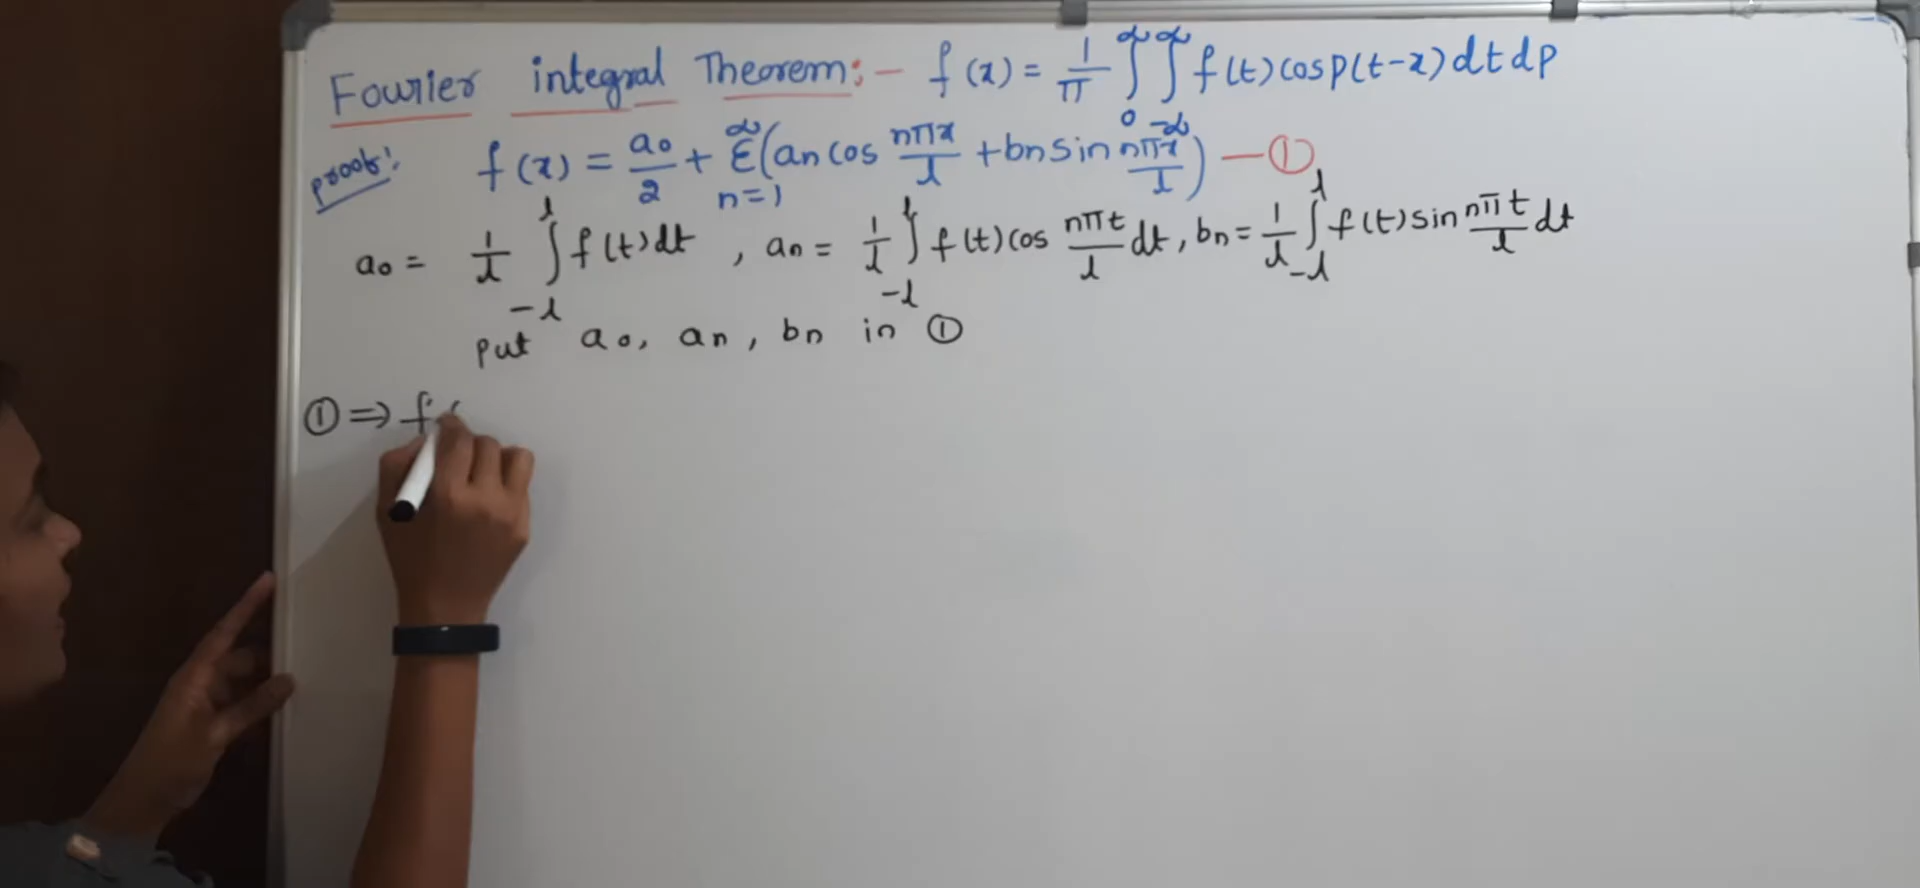 Fourier integral Theorem:- f(x) = 1/π ∫₀^∞ ∫₋∞^∞ f(t) cos p(t-x) dt dp
proof: f(x) = a₀/2 + Σ_{n=1}^∞ (an cos nπx/l + bn sin nπx/l) — ①
a₀ = 1/l ∫₋l^l f(t) dt , an = 1/l ∫₋l^l f(t) cos nπt/l dt, bn = 1/l ∫₋l^l f(t) sin nπt/l dt
put a₀, an, bn in ①
① ⇒ f(